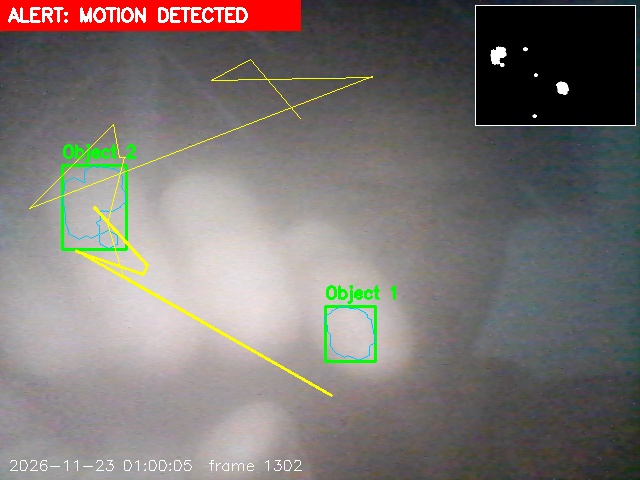 ALERT: MOTION DETECTED
Object 2
Object 1
2026-11-23 01:00:05 frame 1302